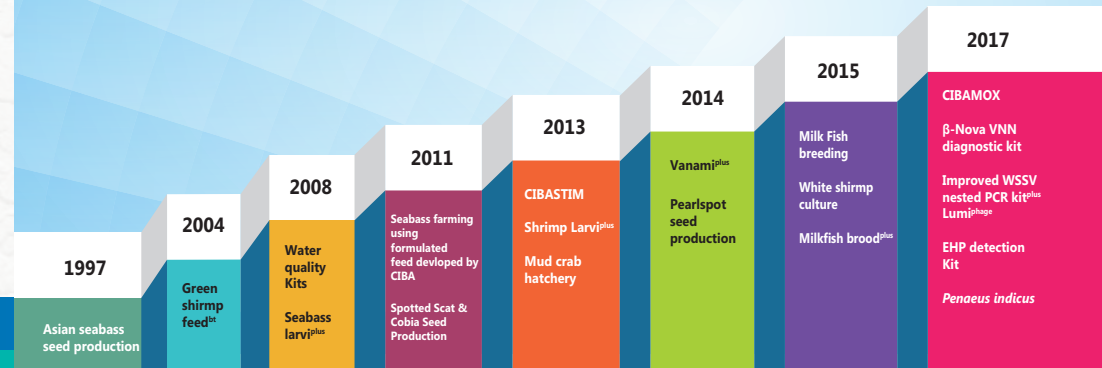 1997
Asian seabass
seed production
2004
Green
shirmp
feedbt
2008
Water
quality
Kits
Seabass
larviplus
2011
Seabass farming
using
formulated
feed devloped by
CIBA
Spotted Scat &
Cobia Seed
Production
2013
CIBASTIM
Shrimp Larviplus
Mud crab
hatchery
2014
Vanamiplus
Pearlspot
seed
production
2015
Milk Fish
breeding
White shirmp
culture
Milkfish broodplus
2017
CIBAMOX
β-Nova VNN
diagnostic kit
Improved WSSV
nested PCR kitplus
Lumiphage
EHP detection
Kit
Penaeus indicus